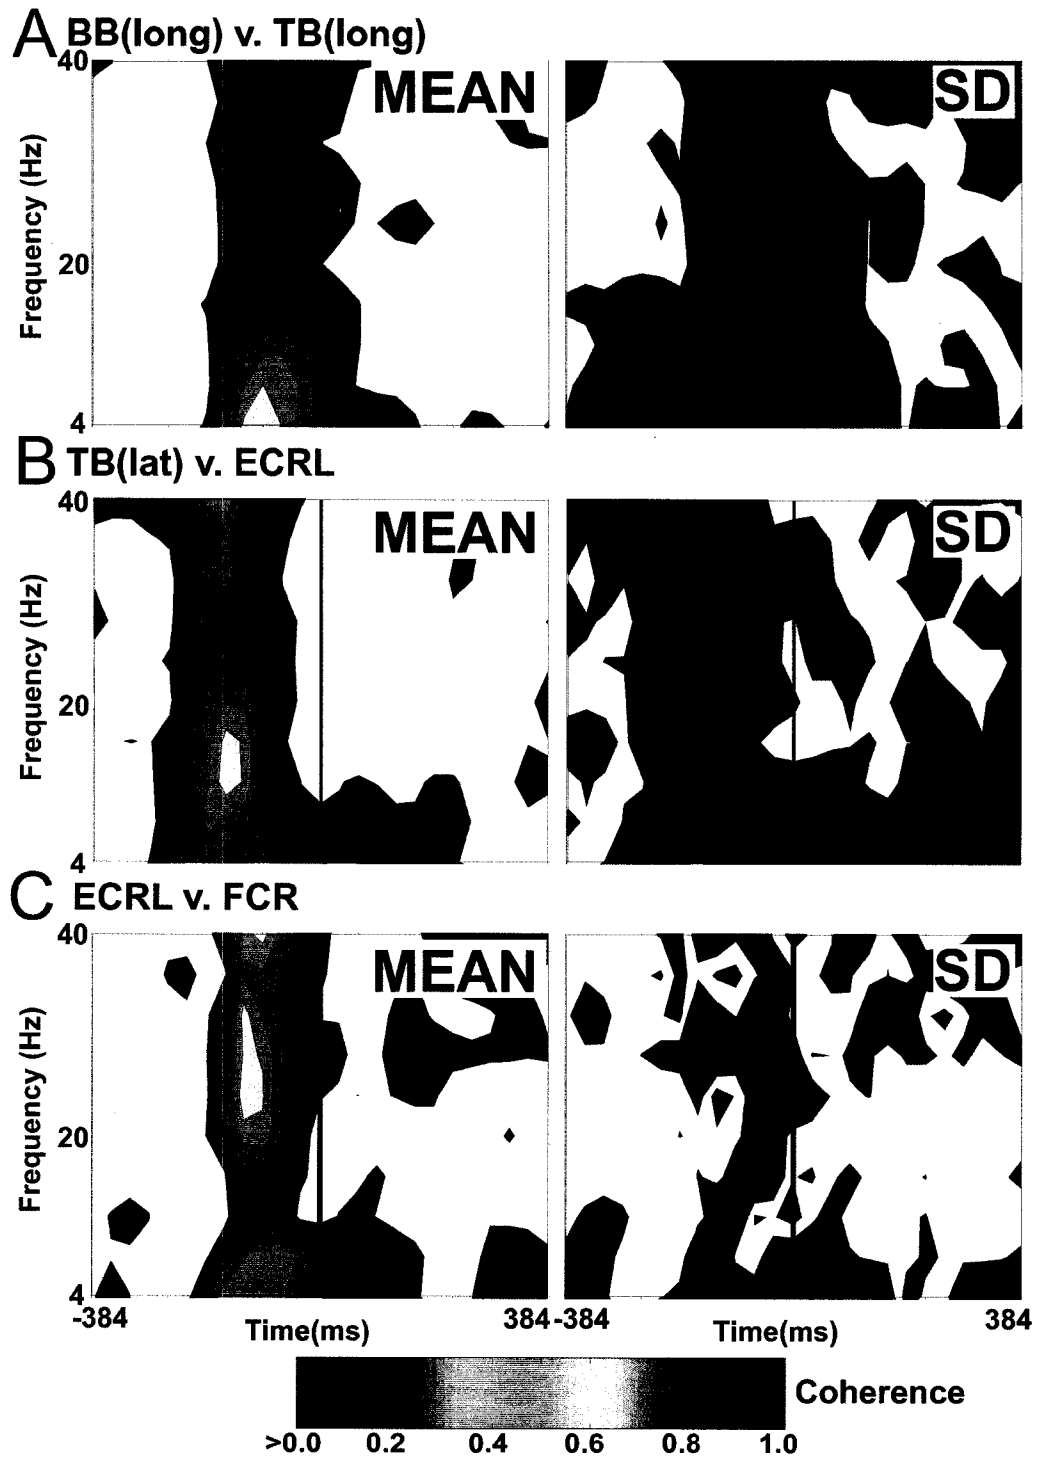 A BB(long) v. TB(long)
40
MEAN
SD
Frequency (Hz)
20
4
B TB(lat) v. ECRL
40
MEAN
SD
Frequency (Hz)
20
4
C ECRL v. FCR
40
MEAN
SD
Frequency (Hz)
20
4
-384 Time(ms) 384 -384 Time(ms) 384
Coherence
>0.0 0.2 0.4 0.6 0.8 1.0